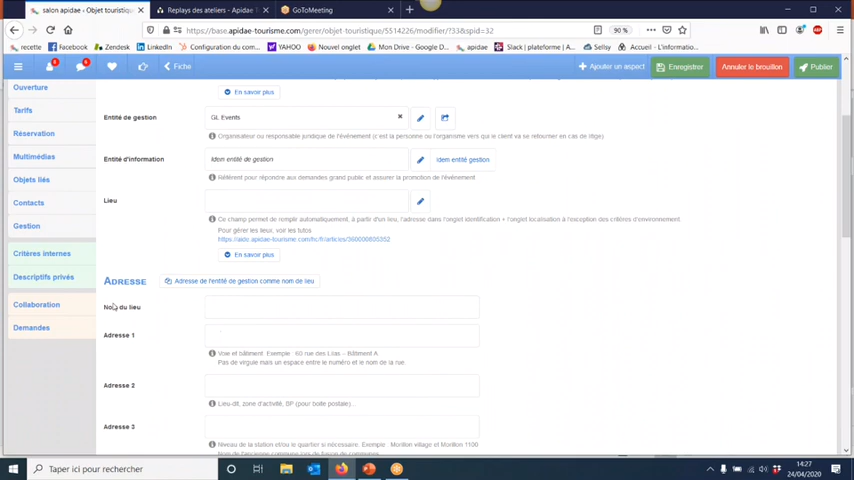 salon apidae ‹ Objet touristiqu
Replays des ateliers - Apidae T
GoToMeeting
https://base.apidae-tourisme.com/gerer/objet-touristique/5514226/modifier/?33&spid=32
90 %
recette
Facebook
Zendesk
LinkedIn
Configuration du com...
YAHOO
Nouvel onglet
Mon Drive - Google D...
apidae
Slack | plateforme | A...
Sellsy
Accueil - L'informatio...
Fiche
Ajouter un aspect
Enregistrer
Annuler le brouillon
Publier
Ouverture
En savoir plus
Tarifs
Entité de gestion
GL Events
Réservation
Organisateur ou responsable juridique de l'événement (c'est la personne ou l'organisme vers qui le client va se retourner en cas de litige)
Multimédias
Entité d'information
Idem entité de gestion
Idem entité gestion
Objets liés
Référent pour répondre aux demandes grand public et assurer la promotion de l'événement
Contacts
Lieu
Gestion
Ce champ permet de remplir automatiquement, à partir d'un lieu, l'adresse dans l'onglet identification + l'onglet localisation à l'exception des critères d'environnement.
Pour gérer les lieux, voir les tutos
Critères internes
En savoir plus
Descriptifs privés
Adresse
Adresse de l'entité de gestion comme nom de lieu
Collaboration
Nom du lieu
Demandes
Adresse 1
Voie et bâtiment. Exemple : 60 rue des Lilas – Bâtiment A
Pas de virgule mais un espace entre le numéro et le nom de la rue.
Adresse 2
Lieu-dit, zone d'activité, BP (pour boîte postale)...
Adresse 3
Niveau de la station et/ou le quartier si nécessaire. Exemple : Morillon village et Morillon 1100
Taper ici pour rechercher
14:27
24/04/2020